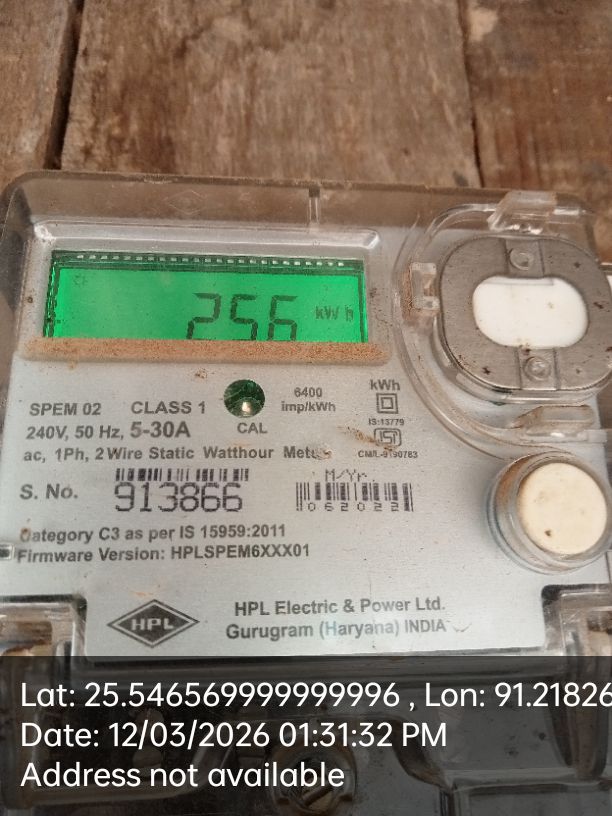 256 kWh
SPEM 02 CLASS 1
240V, 50 Hz, 5-30A
ac, 1Ph, 2 Wire Static Watthour
CAL
6400
imp/kWh
kWh
IS:13779
CM/L-9190783
S. No. 913866
M/Yr.
062022
Category C3 as per IS 15959:2011
Firmware Version: HPLSPEM6XXX01
HPL
HPL Electric & Power Ltd.
Gurugram (Haryana) INDIA
Lat: 25.546569999999996 , Lon: 91.21826
Date: 12/03/2026 01:31:32 PM
Address not available